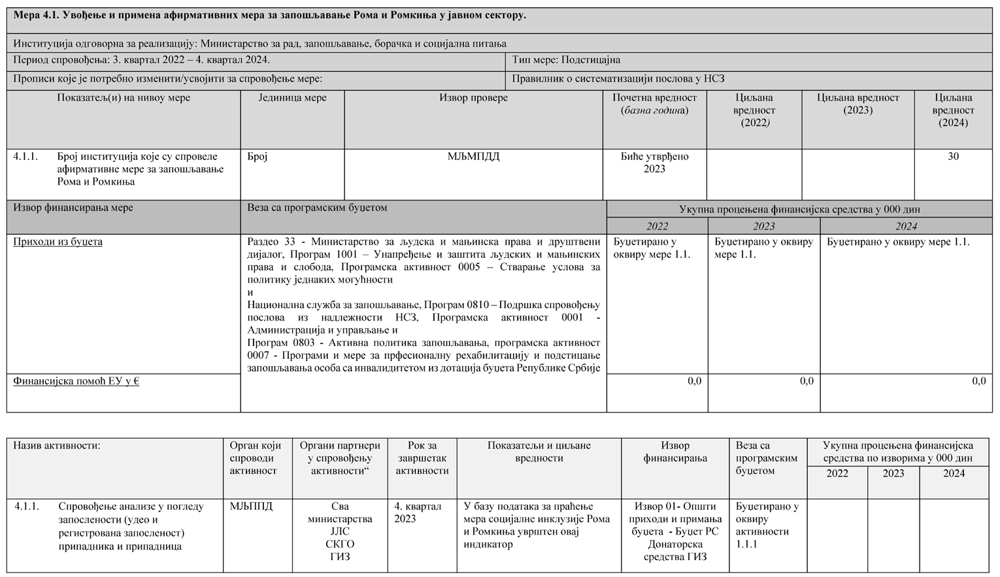 Мера 4.1. Увођење и примена афирмативних мера за запошљавање Рома и Ромкиња у јавном сектору.
Институција одговорна за реализацију: Министарство за рад, запошљавање, борачка и социјална питања
Период спровођења: 3. квартал 2022 – 4. квартал 2024.
Тип мере: Подстицајна
Прописи које је потребно изменити/усвојити за спровођење мере:
Правилник о систематизацији послова у НСЗ
Показатељ(и) на нивоу мере
Јединица мере
Извор провере
Почетна вредност
(базна година)
Циљана
вредност
(2022)
Циљана вредност
(2023)
Циљана
вредност
(2024)
4.1.1. Број институција које су спровеле
афирмативне мере за запошљавање
Рома и Ромкиња
Број
МЉМПДД
Биће утврђено
2023
30
Извор финансирања мере
Веза са програмским буџетом
Укупна процењена финансијска средства у 000 дин
2022
2023
2024
Приходи из буџета
Раздео 33 - Министарство за људска и мањинска права и друштвени
дијалог, Програм 1001 – Унапређење и заштита људских и мањинских
права и слобода, Програмска активност 0005 – Стварање услова за
политику једнаких могућности
и
Национална служба за запошљавање, Програм 0810 – Подршка спровођењу
послова из надлежности НСЗ, Програмска активност 0001 -
Администрација и управљање и
Програм 0803 - Активна политика запошљавања, програмска активност
0007 - Програми и мере за прфесионалну рехабилитацију и подстицање
запошљавања особа са инвалидитетом из дотација буџета Републике Србије
Буџетирано у
оквиру мере 1.1.
Буџетирано у оквиру
мере 1.1.
Буџетирано у оквиру мере 1.1.
Финансијска помоћ ЕУ у €
0,0
0,0
0,0
Назив активности:
Орган који
спроводи
активност
Органи партнери
у спровођењу
активности“
Рок за
завршетак
активности
Показатељи и циљане
вредности
Извор
финансирања
Веза са
програмским
буџетом
Укупна процењена финансијска
средства по изворима у 000 дин
2022
2023
2024
4.1.1. Спровођење анализе у погледу
запослености (удео и
регистрована запосленост)
припадника и припадница
МЉППД
Сва
министарства
ЈЛС
СКГО
ГИЗ
4. квартал
2023
У базу података за праћење
мера социјалне инклузије Рома
и Ромкиња уврштен овај
индикатор
Извор 01- Општи
приходи и примања
буџета - Буџет РС
Донаторска
средства ГИЗ
Буџетирано у
оквиру
активности
1.1.1